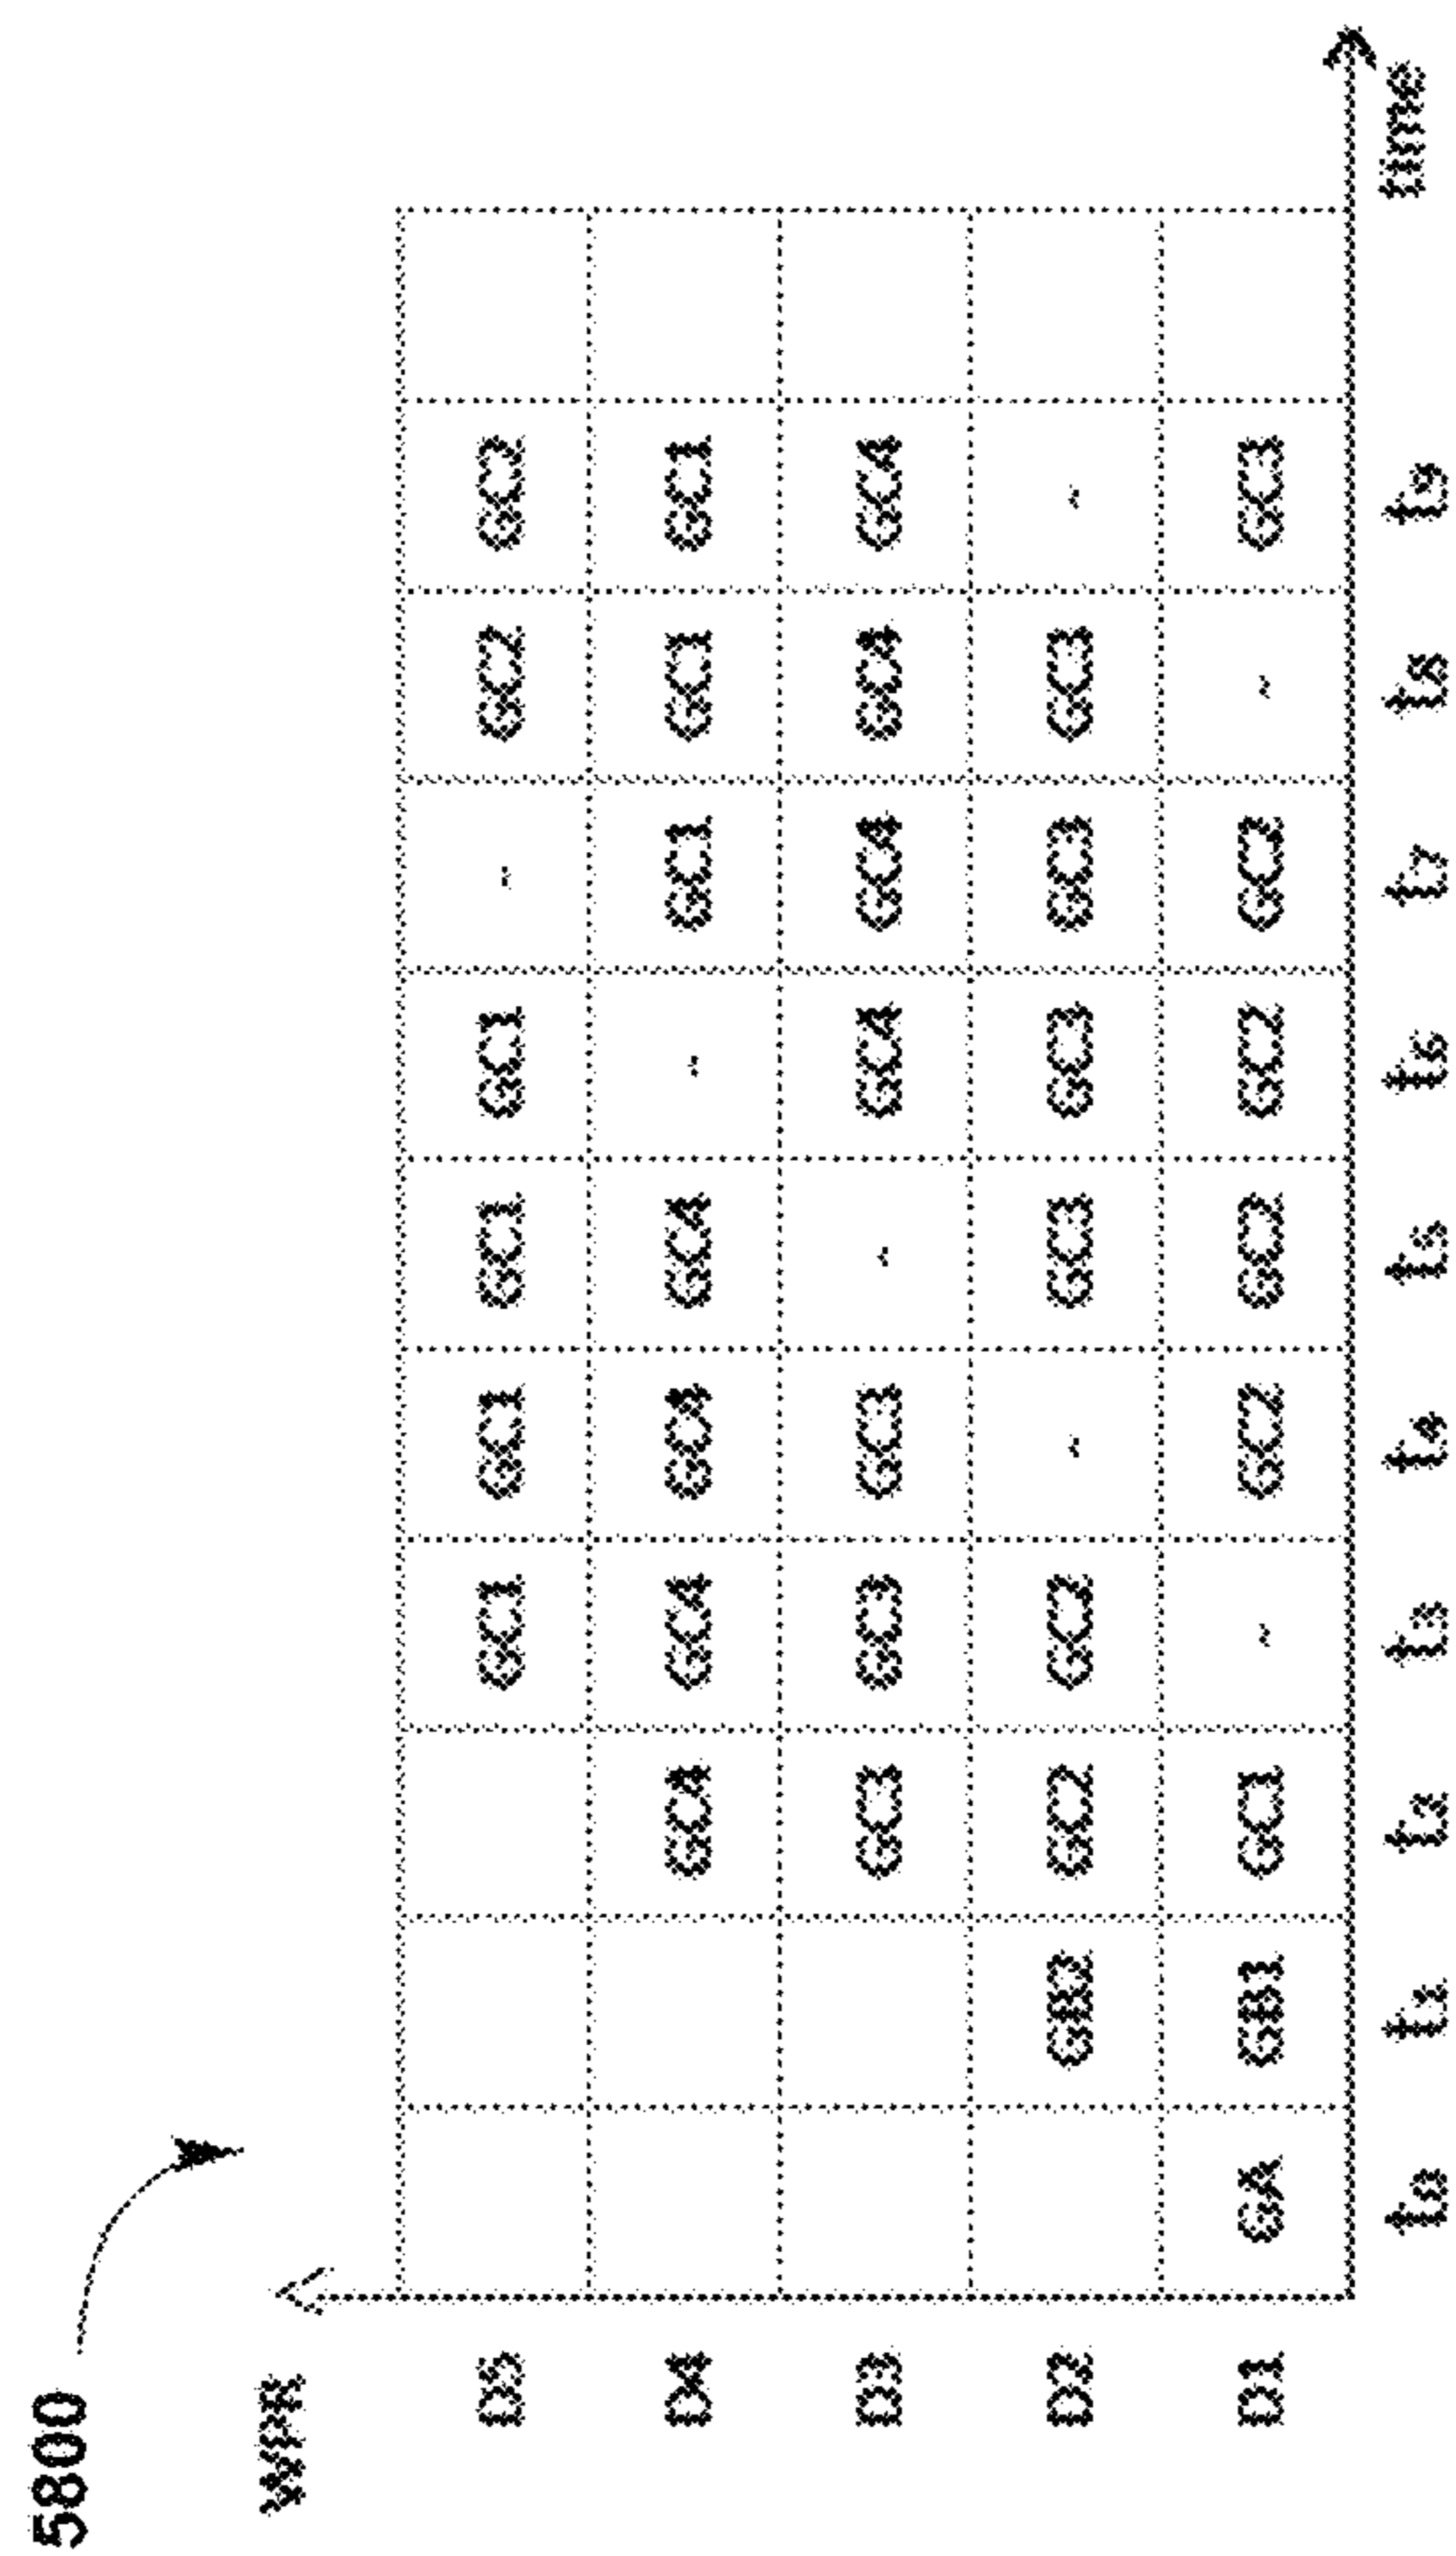 5800
WPR
D5 GC1 GC1 GC1 GC1 - GC2 GC2
D4 GC4 GC4 GC4 GC4 - GC1 GC1 GC1
D3 GC3 GC3 GC3 - GC4 GC4 GC4 GC4
D2 GB2 GC2 GC2 - GC3 GC3 GC3 GC3 -
D1 GA GB1 GC1 - GC2 GC2 GC2 GC2 - GC3
t0 t1 t2 t3 t4 t5 t6 t7 t8 t9 time